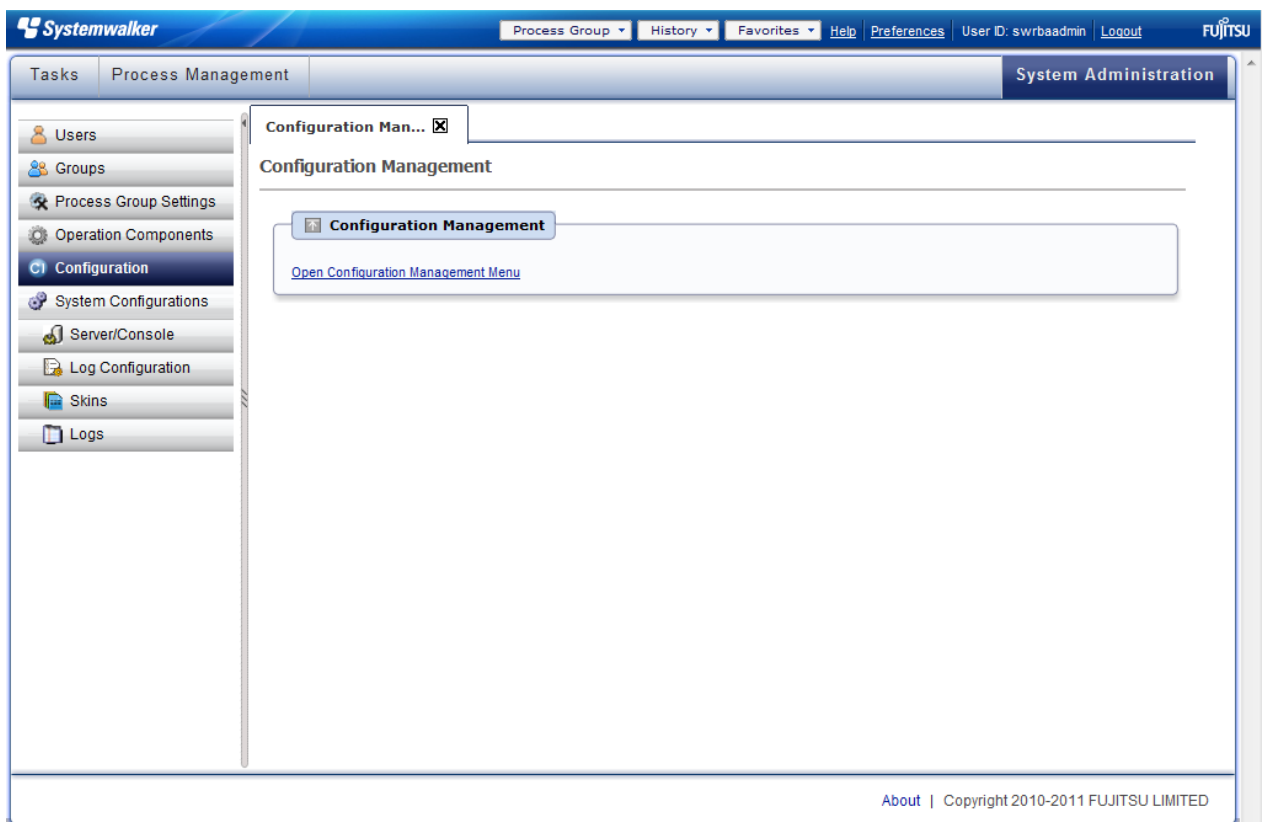 Systemwalker Process Group History Favorites Help Preferences User ID: swrbaadmin Logout FUJITSU
Tasks Process Management System Administration
Configuration Man...
Users
Configuration Management
Groups
Process Group Settings
Configuration Management
Operation Components
CI Configuration
Open Configuration Management Menu
System Configurations
Server/Console
Log Configuration
Skins
Logs
About | Copyright 2010-2011 FUJITSU LIMITED